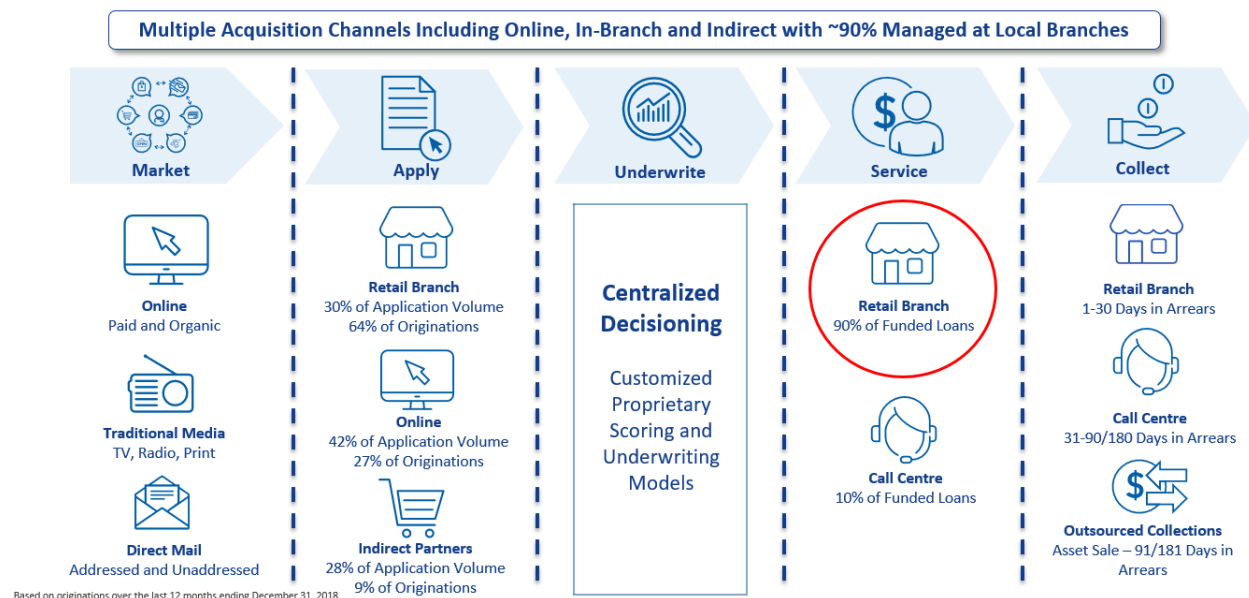 Multiple Acquisition Channels Including Online, In-Branch and Indirect with ~90% Managed at Local Branches
Market
Online
Paid and Organic
Traditional Media
TV, Radio, Print
Direct Mail
Addressed and Unaddressed
Apply
Retail Branch
30% of Application Volume
64% of Originations
Online
42% of Application Volume
27% of Originations
Indirect Partners
28% of Application Volume
9% of Originations
Underwrite
Centralized
Decisioning
Customized
Proprietary
Scoring and
Underwriting
Models
$
Service
Retail Branch
90% of Funded Loans
Call Centre
10% of Funded Loans
Collect
Retail Branch
1-30 Days in Arrears
Call Centre
31-90/180 Days in Arrears
$
Outsourced Collections
Asset Sale – 91/181 Days in
Arrears
Based on originations over the last 12 months ending December 31, 2018